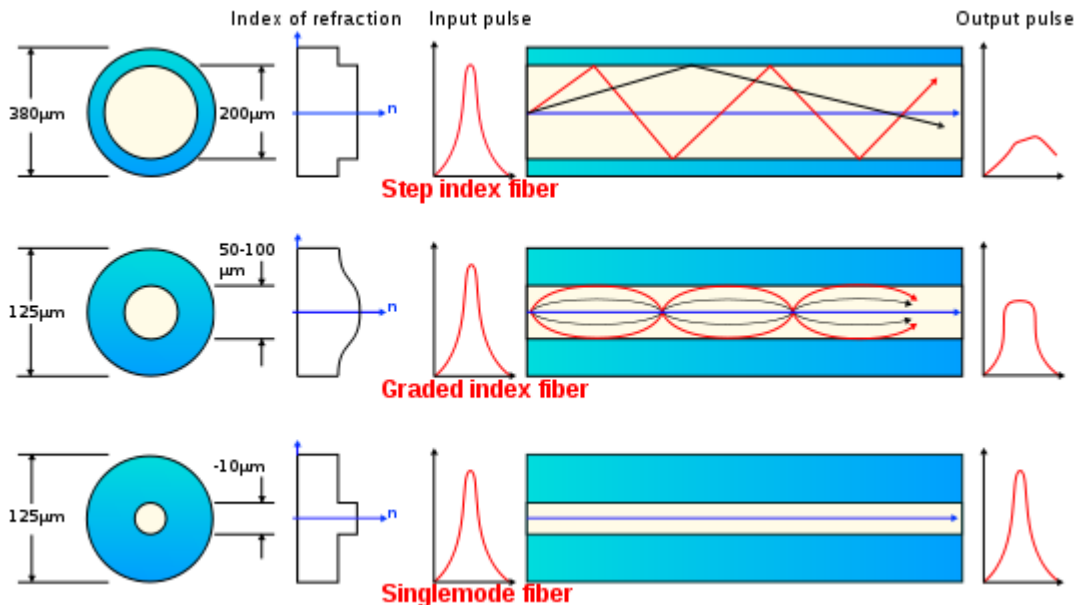 Index of refraction
Input pulse
Output pulse
380μm
200μm
n
Step index fiber
50-100
μm
125μm
n
Graded index fiber
-10μm
125μm
n
Singlemode fiber